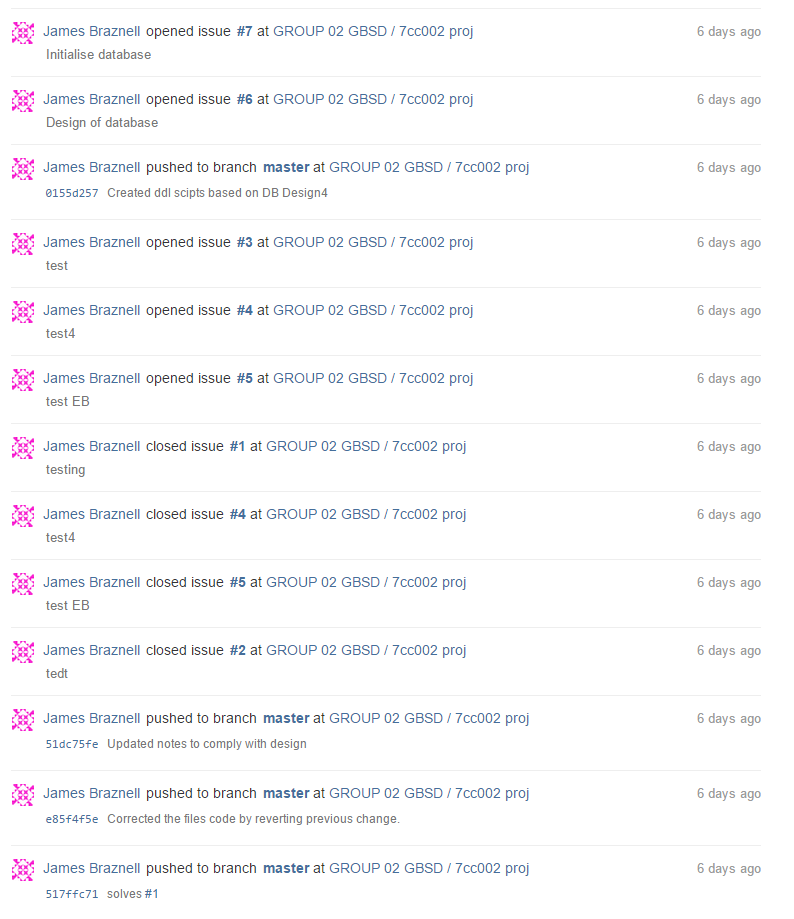 James Braznell opened issue #7 at GROUP 02 GBSD / 7cc002 proj 6 days ago
Initialise database
James Braznell opened issue #6 at GROUP 02 GBSD / 7cc002 proj 6 days ago
Design of database
James Braznell pushed to branch master at GROUP 02 GBSD / 7cc002 proj 6 days ago
0155d257 Created ddl scipts based on DB Design4
James Braznell opened issue #3 at GROUP 02 GBSD / 7cc002 proj 6 days ago
test
James Braznell opened issue #4 at GROUP 02 GBSD / 7cc002 proj 6 days ago
test4
James Braznell opened issue #5 at GROUP 02 GBSD / 7cc002 proj 6 days ago
test EB
James Braznell closed issue #1 at GROUP 02 GBSD / 7cc002 proj 6 days ago
testing
James Braznell closed issue #4 at GROUP 02 GBSD / 7cc002 proj 6 days ago
test4
James Braznell closed issue #5 at GROUP 02 GBSD / 7cc002 proj 6 days ago
test EB
James Braznell closed issue #2 at GROUP 02 GBSD / 7cc002 proj 6 days ago
tedt
James Braznell pushed to branch master at GROUP 02 GBSD / 7cc002 proj 6 days ago
51dc75fe Updated notes to comply with design
James Braznell pushed to branch master at GROUP 02 GBSD / 7cc002 proj 6 days ago
e85f4f5e Corrected the files code by reverting previous change.
James Braznell pushed to branch master at GROUP 02 GBSD / 7cc002 proj 6 days ago
517ffc71 solves #1